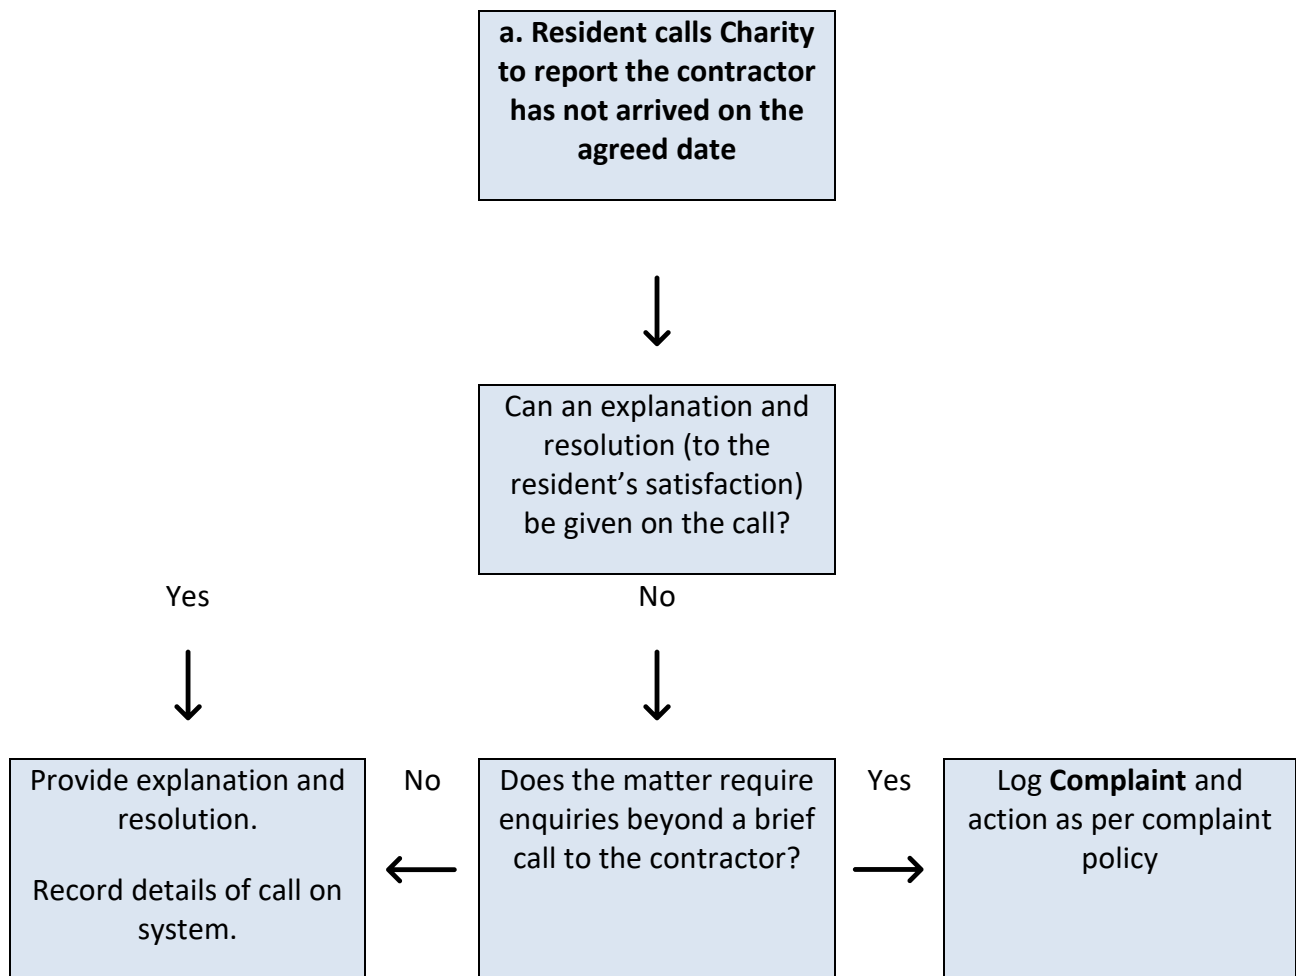 a. Resident calls Charity
to report the contractor
has not arrived on the
agreed date
Can an explanation and
resolution (to the
resident’s satisfaction)
be given on the call?
Yes
No
Provide explanation and
resolution.
Record details of call on
system.
No
Does the matter require
enquiries beyond a brief
call to the contractor?
Yes
Log Complaint and
action as per complaint
policy